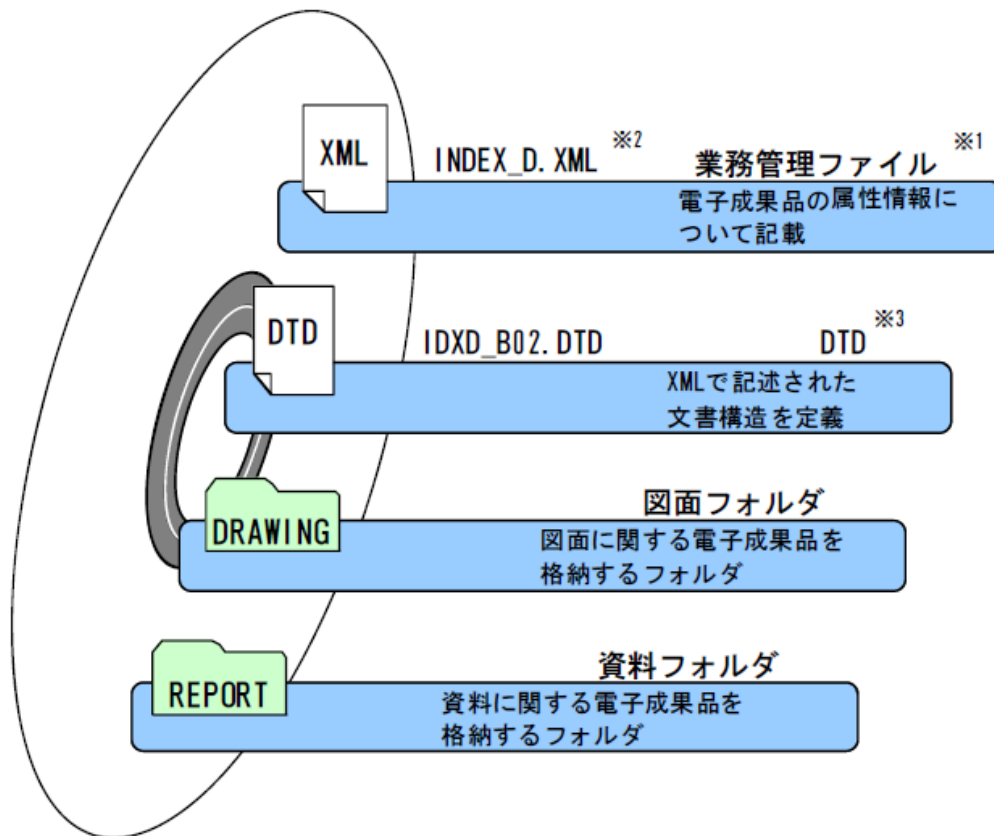 XML
INDEX_D.XML ※2 業務管理ファイル ※1
電子成果品の属性情報に
ついて記載
DTD
IDXD_B02.DTD DTD ※3
XMLで記述された
文書構造を定義
図面フォルダ
DRAWING
図面に関する電子成果品を
格納するフォルダ
資料フォルダ
REPORT
資料に関する電子成果品を
格納するフォルダ